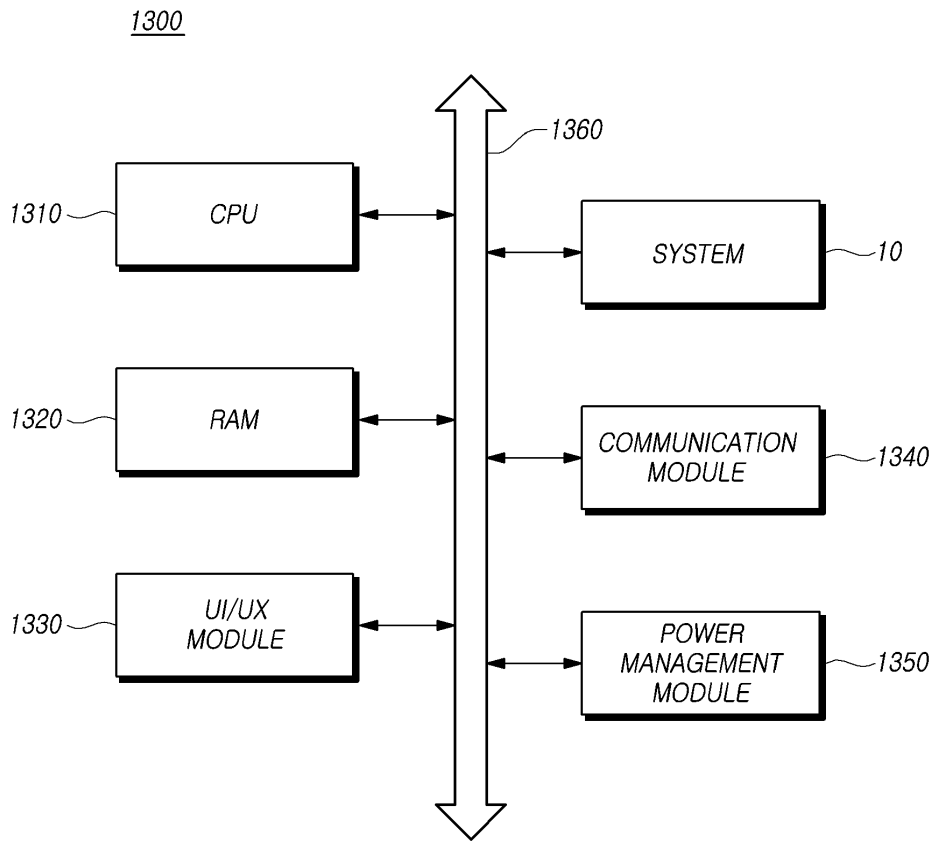 1300
1360
1310
CPU
SYSTEM
10
1320
RAM
COMMUNICATION
MODULE
1340
1330
UI/UX
MODULE
POWER
MANAGEMENT
MODULE
1350